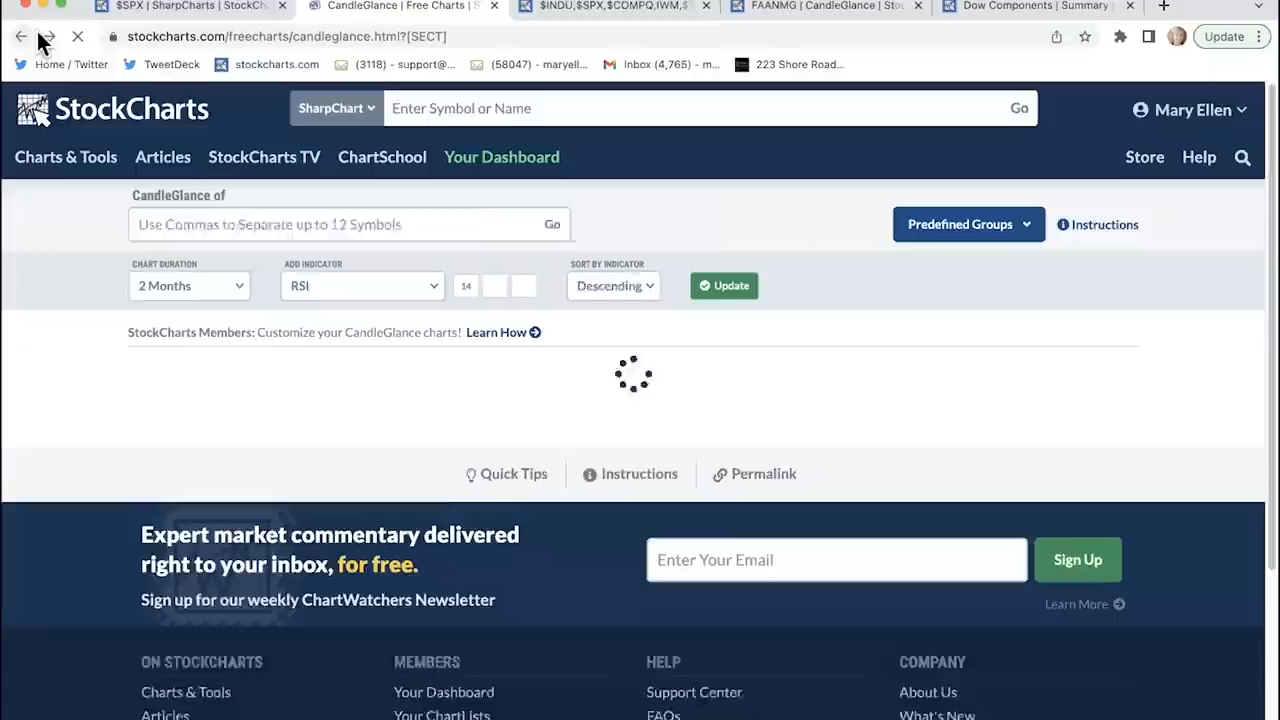 $SPX | SharpCharts | StockCh
CandleGlance | Free Charts | S
$INDU,$SPX,$COMPQ,IWM,$
FAANMG | CandleGlance | Stoc
Dow Components | Summary
stockcharts.com/freecharts/candleglance.html?[SECT]
Update
Home / Twitter
TweetDeck
stockcharts.com
(3118) - support@...
(58047) - maryell...
Inbox (4,765) - m...
223 Shore Road...
StockCharts
SharpChart
Enter Symbol or Name
Go
Mary Ellen
Charts & Tools
Articles
StockCharts TV
ChartSchool
Your Dashboard
Store
Help
CandleGlance of
Use Commas to Separate up to 12 Symbols
Go
Predefined Groups
Instructions
CHART DURATION
ADD INDICATOR
SORT BY INDICATOR
2 Months
RSI
14
Descending
Update
StockCharts Members: Customize your CandleGlance charts! Learn How
Quick Tips
Instructions
Permalink
Expert market commentary delivered
right to your inbox, for free.
Sign up for our weekly ChartWatchers Newsletter
Enter Your Email
Sign Up
Learn More
ON STOCKCHARTS
MEMBERS
HELP
COMPANY
Charts & Tools
Your Dashboard
Support Center
About Us
Articles
Your ChartLists
FAQs
What's New